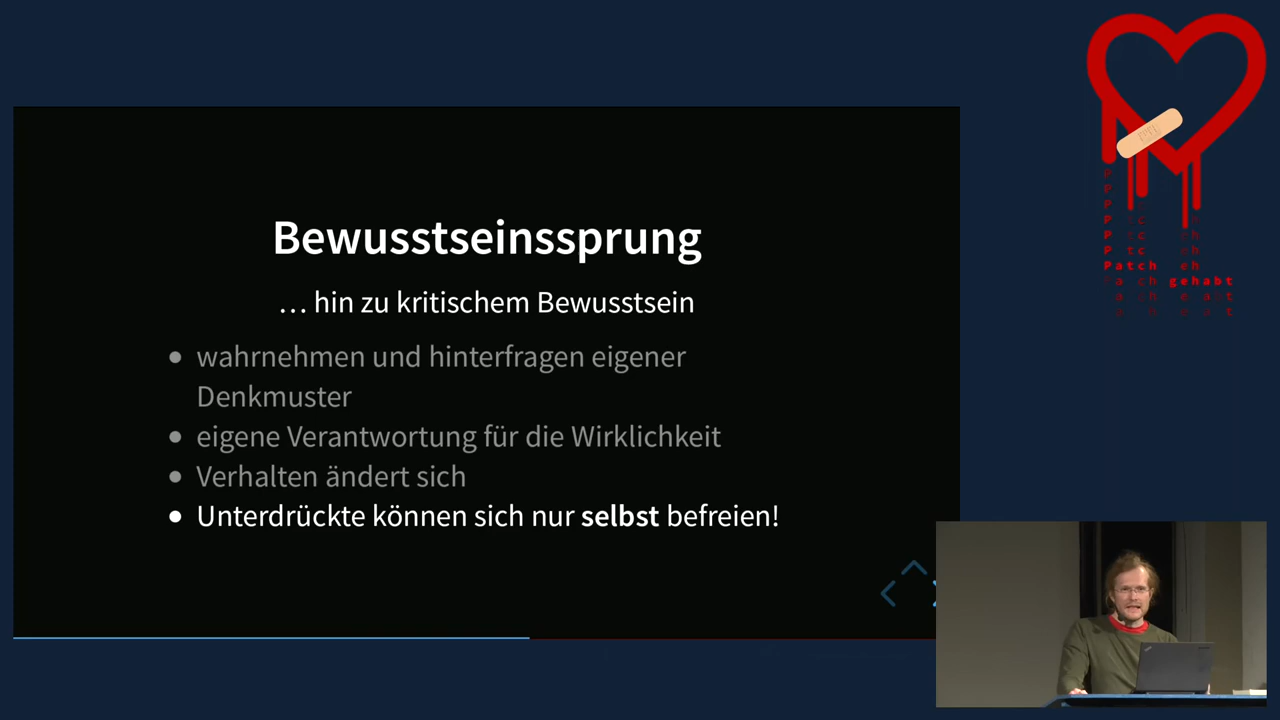 Bewusstseinssprung
… hin zu kritischem Bewusstsein
• wahrnehmen und hinterfragen eigener
Denkmuster
• eigene Verantwortung für die Wirklichkeit
• Verhalten ändert sich
• Unterdrückte können sich nur selbst befreien!
Patch
gehabt